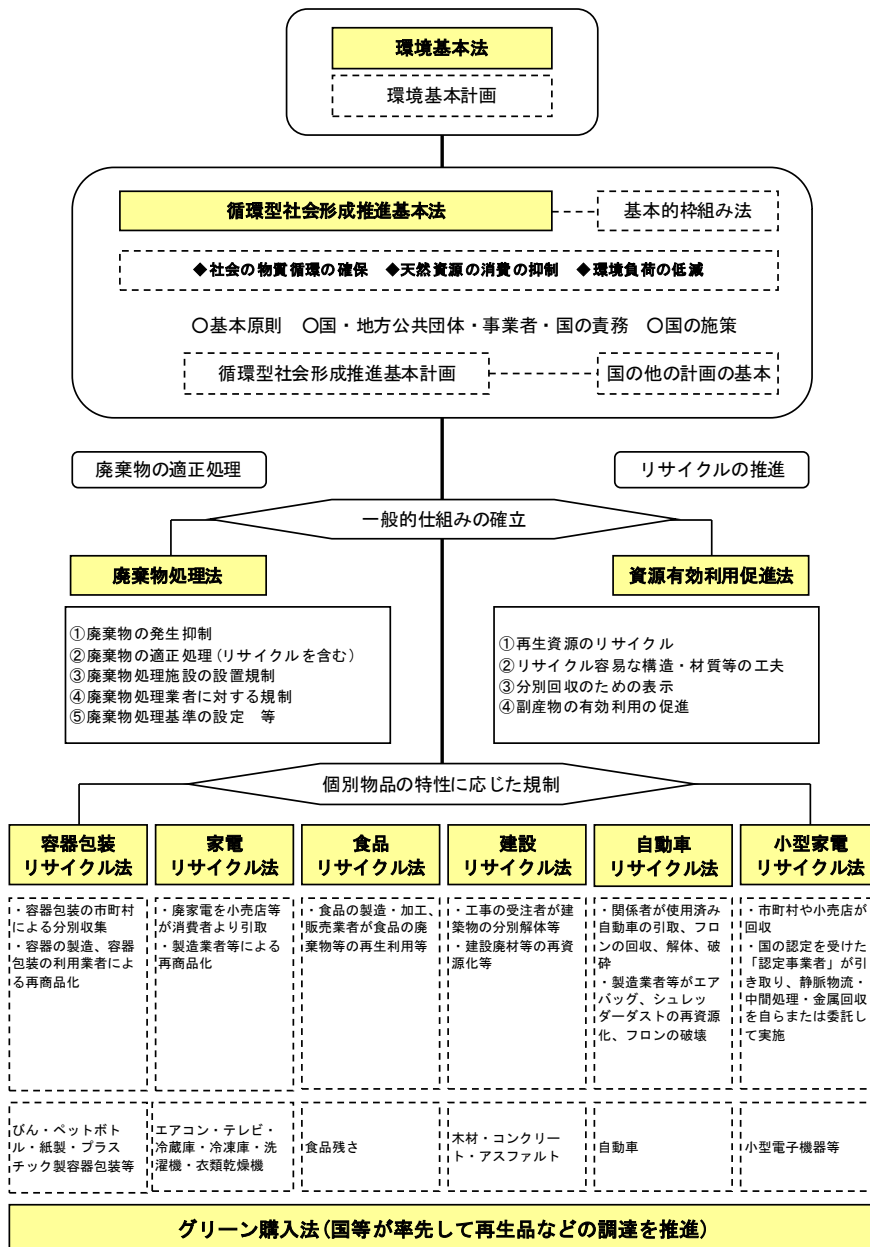 環境基本法
環境基本計画
循環型社会形成推進基本法
基本的枠組み法
◆社会の物質循環の確保　◆天然資源の消費の抑制　◆環境負荷の低減
〇基本原則　〇国・地方公共団体・事業者・国の責務　〇国の施策
循環型社会形成推進基本計画
国の他の計画の基本
廃棄物の適正処理
リサイクルの推進
一般的仕組みの確立
廃棄物処理法
資源有効利用促進法
①廃棄物の発生抑制
②廃棄物の適正処理(リサイクルを含む)
③廃棄物処理施設の設置規制
④廃棄物処理業者に対する規制
⑤廃棄物処理基準の設定　等
①再生資源のリサイクル
②リサイクル容易な構造・材質等の工夫
③分別回収のための表示
④副産物の有効利用の促進
個別物品の特性に応じた規制
容器包装
リサイクル法
家電
リサイクル法
食品
リサイクル法
建設
リサイクル法
自動車
リサイクル法
小型家電
リサイクル法
・容器包装の市町村
による分別収集
・容器の製造、容器
包装の利用業者によ
る再商品化
・廃家電を小売店等
が消費者より引取
・製造業者等による
再商品化
・食品の製造・加工、
販売業者が食品の廃
棄物等の再生利用等
・工事の受注者が建
築物の分別解体等
・建設廃材等の再資
源化等
・関係者が使用済み
自動車の引取、フロ
ンの回収、解体、破
砕
・製造業者等がエア
バッグ、シュレッ
ダーダストの再資源
化、フロンの破壊
・市町村や小売店が
回収
・国の認定を受けた
「認定事業者」が引
き取り、静脈物流・
中間処理・金属回収
を自らまたは委託し
て実施
びん・ペットボト
ル・紙製・プラス
チック製容器包装等
エアコン・テレビ・
冷蔵庫・冷凍庫・洗
濯機・衣類乾燥機
食品残さ
木材・コンクリー
ト・アスファルト
自動車
小型電子機器等
グリーン購入法(国等が率先して再生品などの調達を推進)